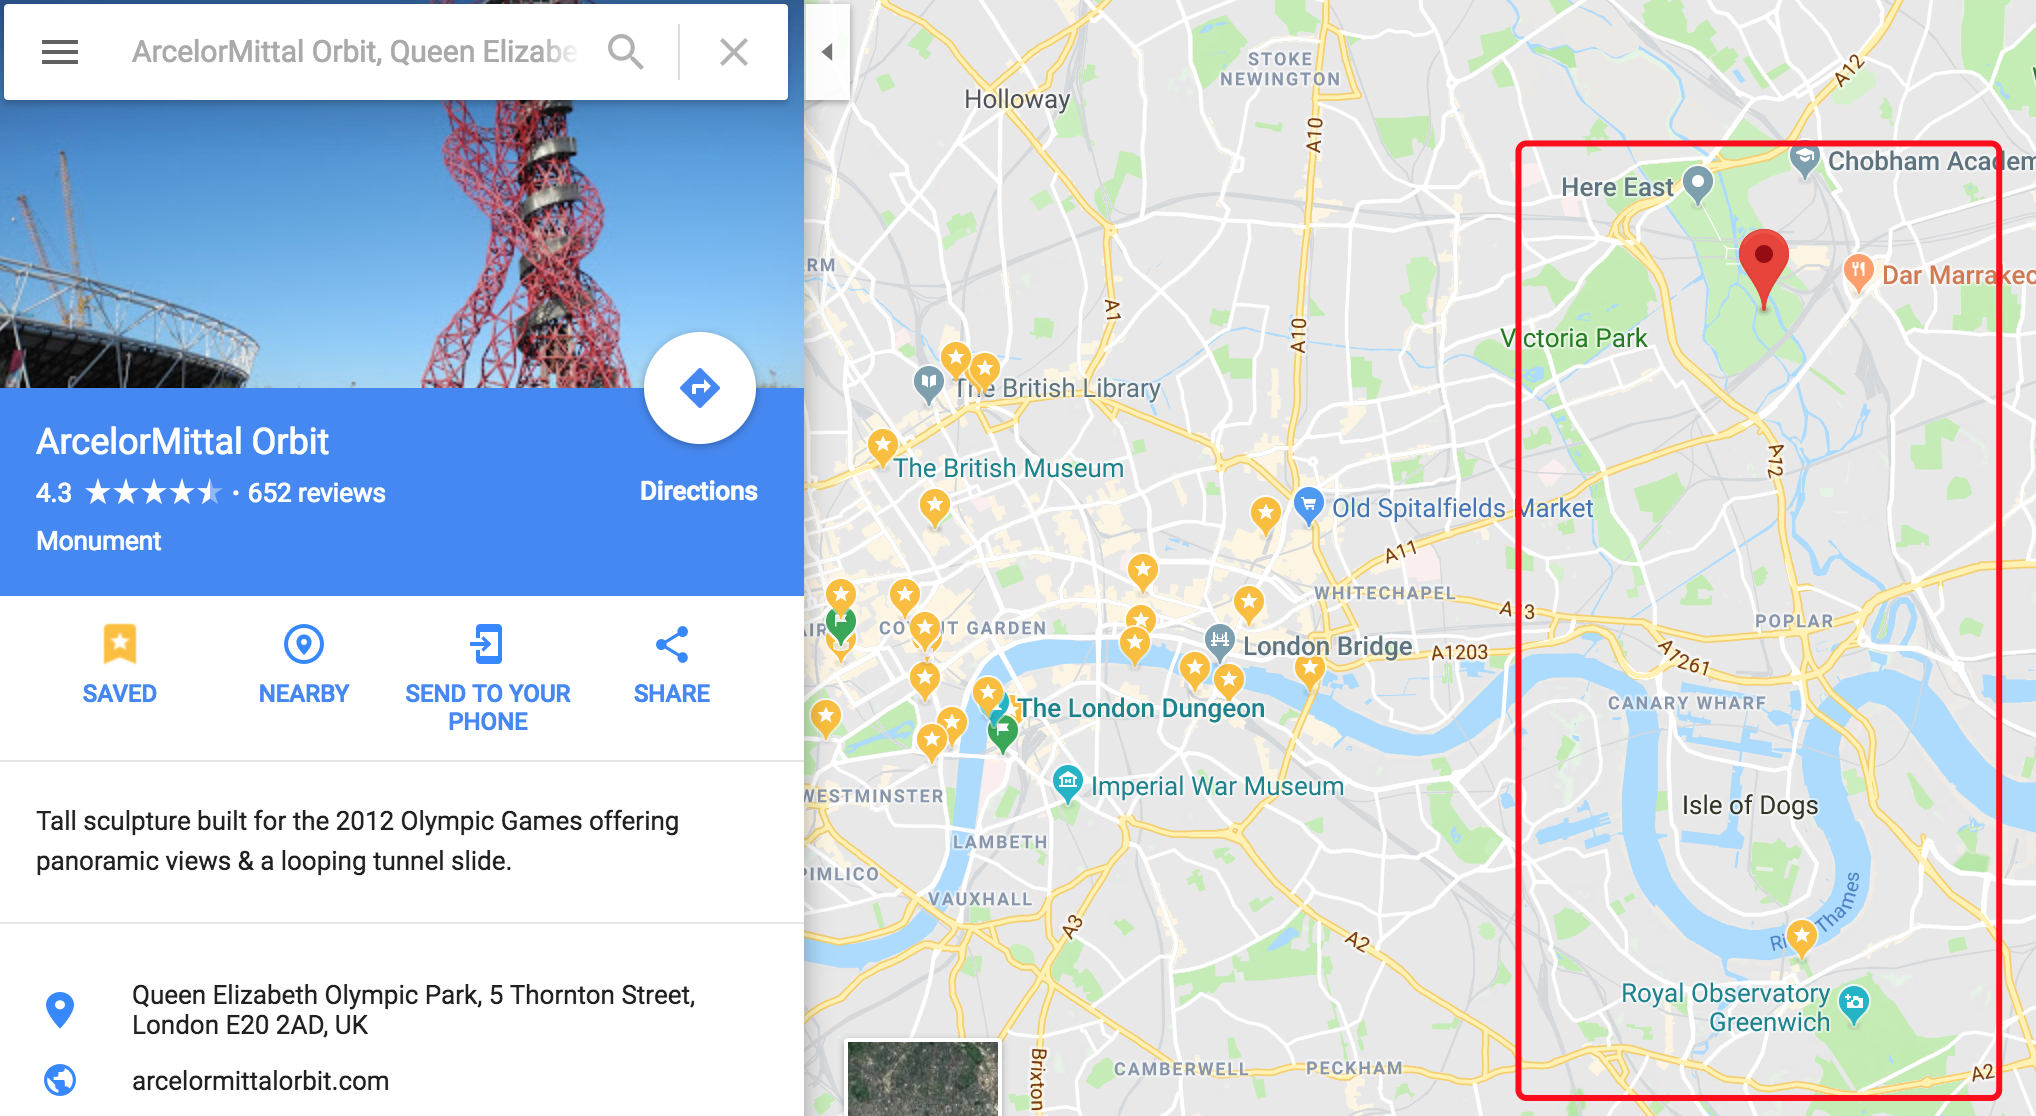 ArcelorMittal Orbit, Queen Elizabe
ArcelorMittal Orbit
4.3
652 reviews
Monument
Directions
SAVED
NEARBY
SEND TO YOUR
PHONE
SHARE
Tall sculpture built for the 2012 Olympic Games offering
panoramic views & a looping tunnel slide.
Queen Elizabeth Olympic Park, 5 Thornton Street,
London E20 2AD, UK
arcelormittalorbit.com
STOKE
NEWINGTON
Holloway
A10
A12
Chobham Academ
Here East
Dar Marrakec
RM
A1
A10
Victoria Park
The British Library
A12
The British Museum
Old Spitalfields Market
A11
WHITECHAPEL
A13
POPLAR
COVENT GARDEN
London Bridge
A1203
A1261
CANARY WHARF
The London Dungeon
Imperial War Museum
WESTMINSTER
Isle of Dogs
LAMBETH
PIMLICO
VAUXHALL
A3
A2
Thames
Royal Observatory
Greenwich
Brixton
CAMBERWELL
PECKHAM
A2